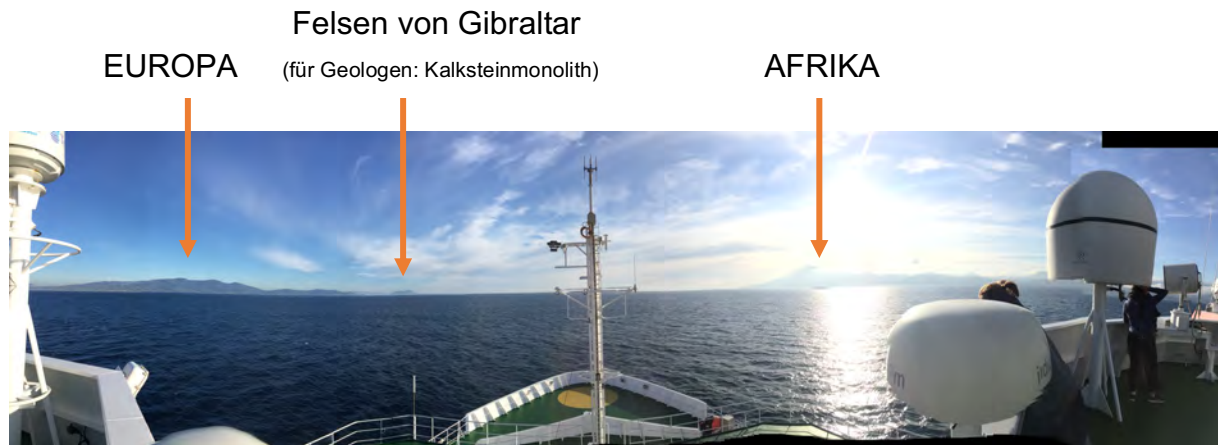 Felsen von Gibraltar
EUROPA
(für Geologen: Kalksteinmonolith)
AFRIKA